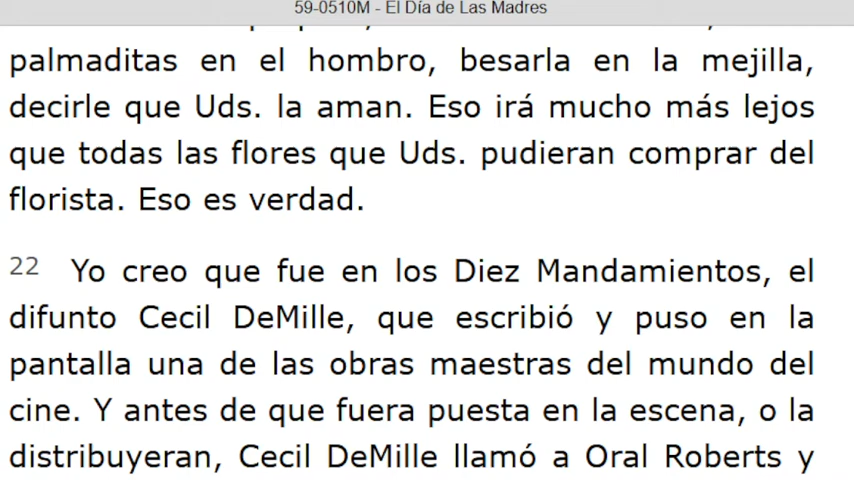 59-0510M - El Día de Las Madres
palmaditas en el hombro, besarla en la mejilla,
decirle que Uds. la aman. Eso irá mucho más lejos
que todas las flores que Uds. pudieran comprar del
florista. Eso es verdad.
22 Yo creo que fue en los Diez Mandamientos, el
difunto Cecil DeMille, que escribió y puso en la
pantalla una de las obras maestras del mundo del
cine. Y antes de que fuera puesta en la escena, o la
distribuyeran, Cecil DeMille llamó a Oral Roberts y